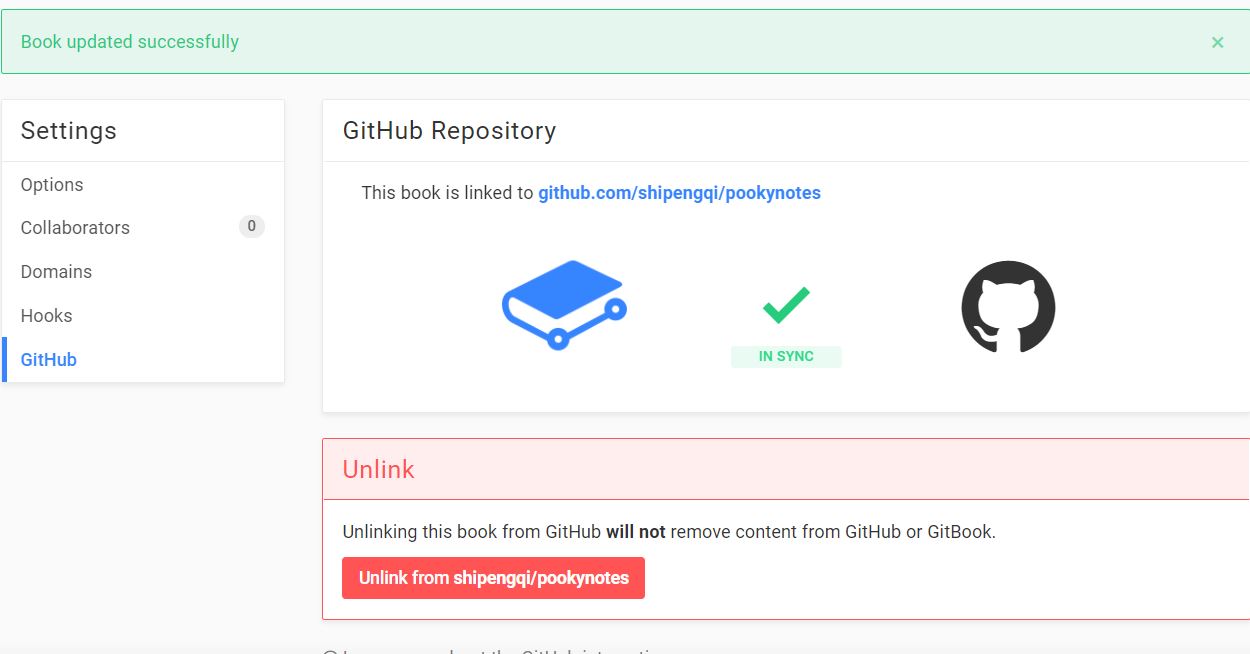 Book updated successfully
×
Settings
GitHub Repository
Options
This book is linked to github.com/shipengqi/pookynotes
Collaborators 0
Domains
Hooks
GitHub
IN SYNC
Unlink
Unlinking this book from GitHub will not remove content from GitHub or GitBook.
Unlink from shipengqi/pookynotes